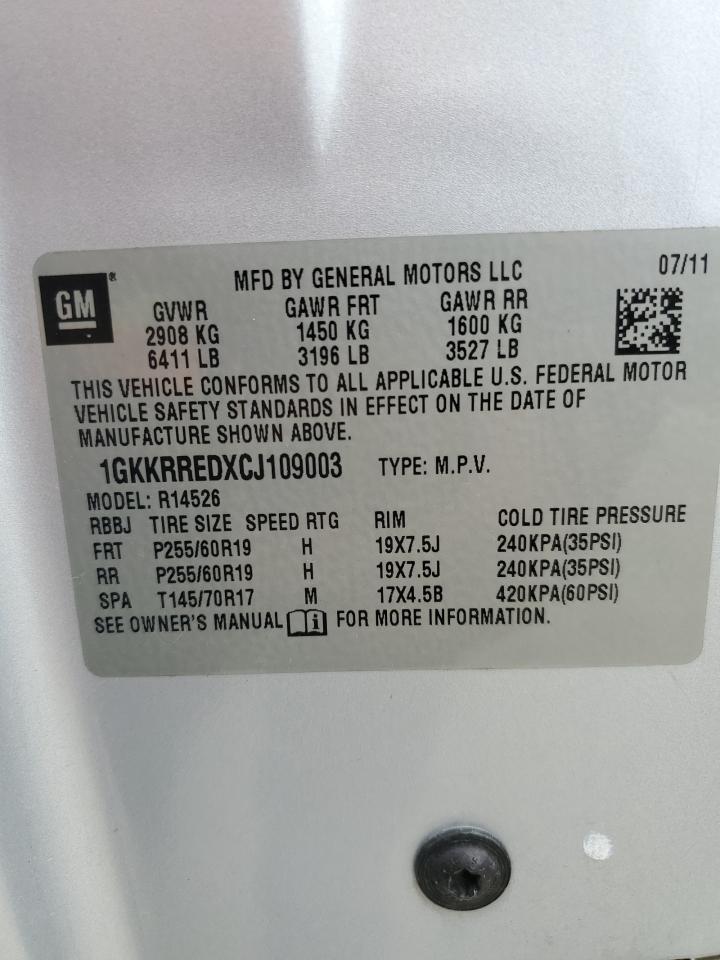 GM®
MFD BY GENERAL MOTORS LLC 07/11
GVWR GAWR FRT GAWR RR
2908 KG 1450 KG 1600 KG
6411 LB 3196 LB 3527 LB
THIS VEHICLE CONFORMS TO ALL APPLICABLE U.S. FEDERAL MOTOR
VEHICLE SAFETY STANDARDS IN EFFECT ON THE DATE OF
MANUFACTURE SHOWN ABOVE.
1GKKRREDXCJ109003 TYPE: M.P.V.
MODEL: R14526
RBBJ TIRE SIZE SPEED RTG RIM COLD TIRE PRESSURE
FRT P255/60R19 H 19X7.5J 240KPA(35PSI)
RR P255/60R19 H 19X7.5J 240KPA(35PSI)
SPA T145/70R17 M 17X4.5B 420KPA(60PSI)
SEE OWNER'S MANUAL i FOR MORE INFORMATION.